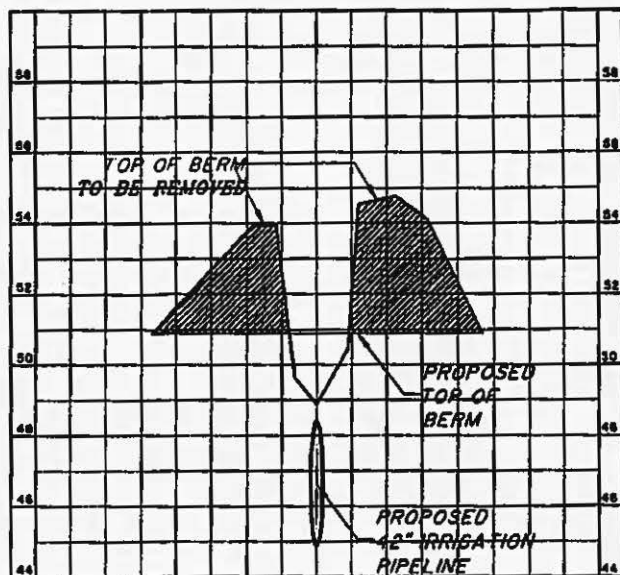 58 58
56 56
TOP OF BERM
TO BE REMOVED
54 54
52 52
50 50
PROPOSED
TOP OF
BERM
48 48
46 46
PROPOSED
42" IRRIGATION
PIPELINE
44 44